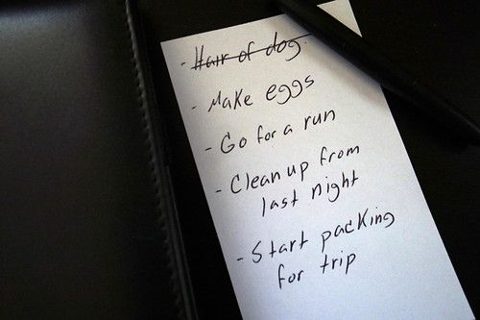 - Hair of dog.
- Make eggs
- Go for a run
- Clean up from
last night
- Start packing
for trip